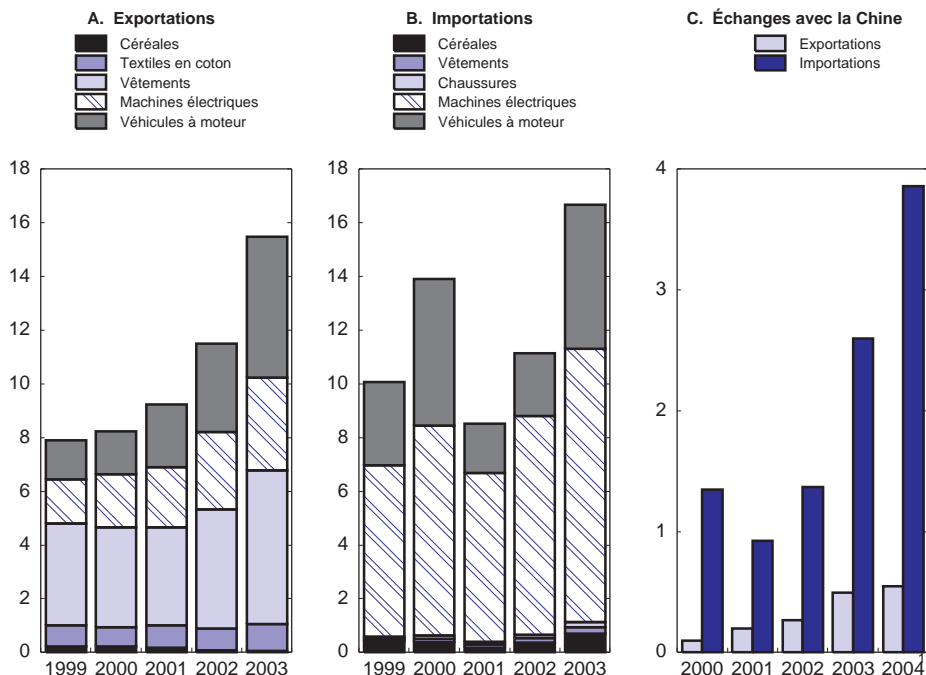 A. Exportations
Céréales
Textiles en coton
Vêtements
Machines électriques
Véhicules à moteur
18
16
14
12
10
8
6
4
2
0
1999 2000 2001 2002 2003
B. Importations
Céréales
Vêtements
Chaussures
Machines électriques
Véhicules à moteur
18
16
14
12
10
8
6
4
2
0
1999 2000 2001 2002 2003
C. Échanges avec la Chine
Exportations
Importations
4
3
2
1
0
2000 2001 2002 2003 2004¹